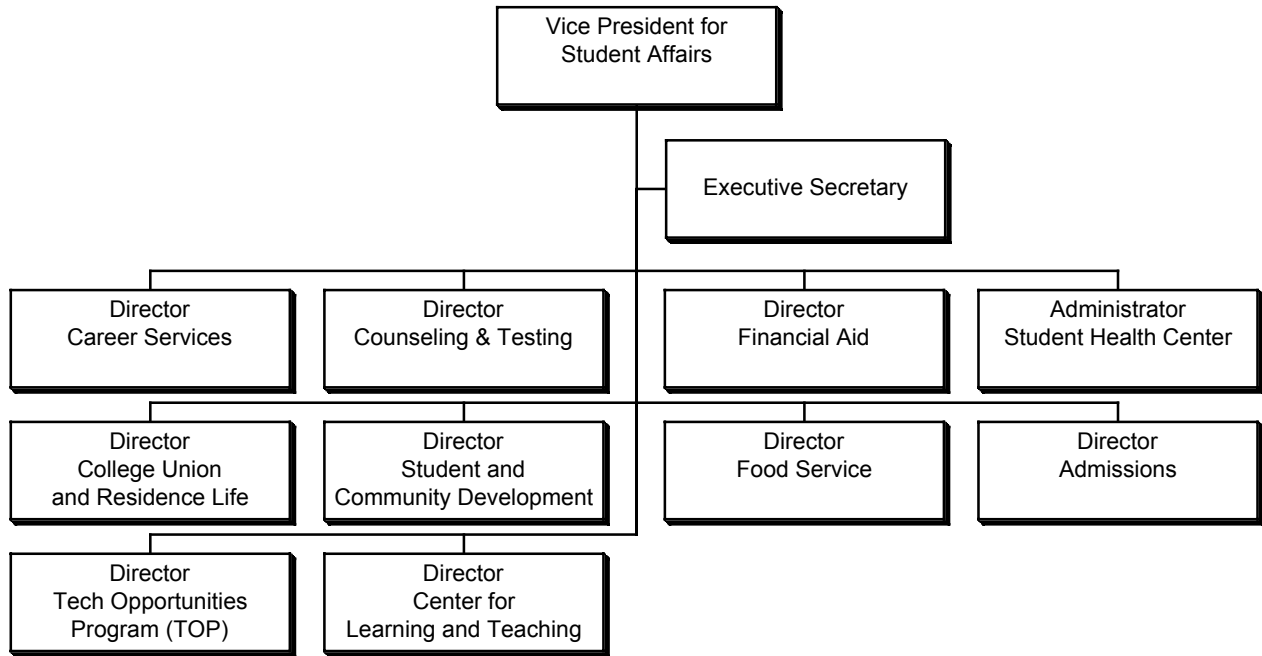 Vice President for
Student Affairs
Executive Secretary
Director
Career Services
Director
Counseling & Testing
Director
Financial Aid
Administrator
Student Health Center
Director
College Union
and Residence Life
Director
Student and
Community Development
Director
Food Service
Director
Admissions
Director
Tech Opportunities
Program (TOP)
Director
Center for
Learning and Teaching